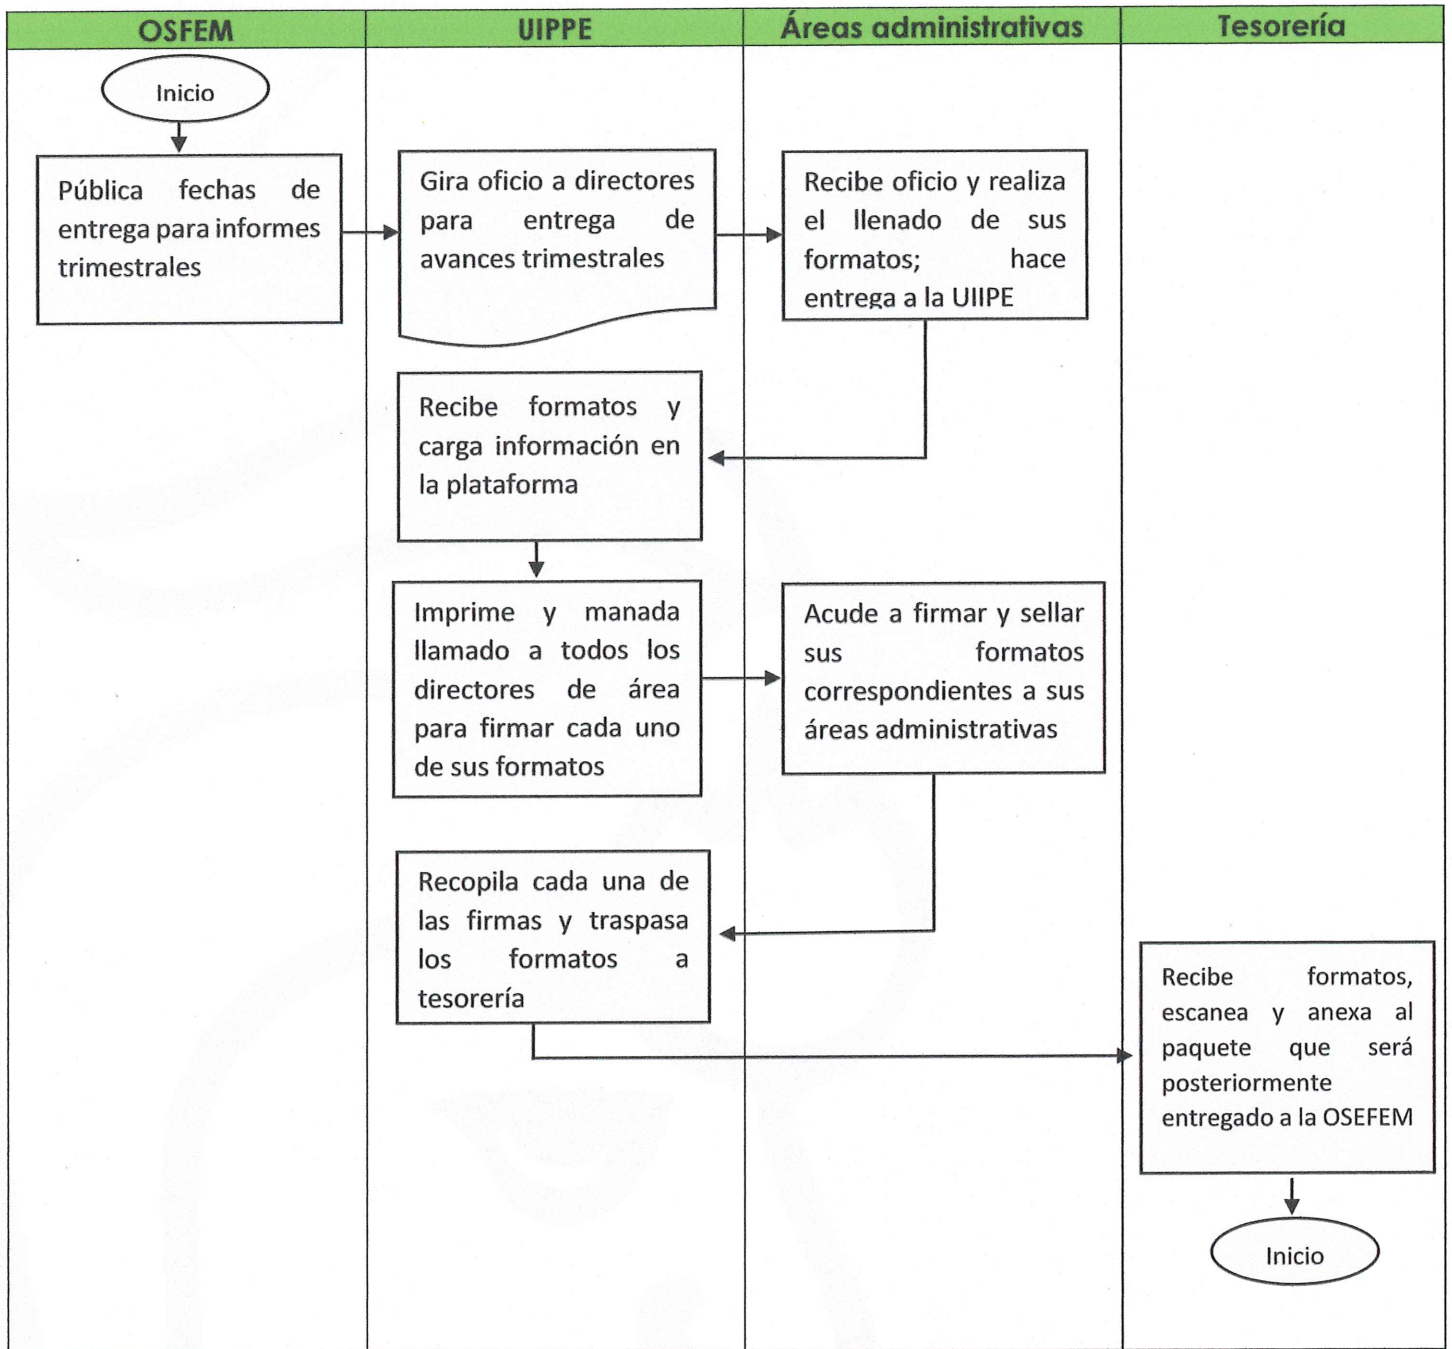 OSFEM
UIPPE
Áreas administrativas
Tesorería
Inicio
Pública fechas de
entrega para informes
trimestrales
Gira oficio a directores
para entrega de
avances trimestrales
Recibe oficio y realiza
el llenado de sus
formatos; hace
entrega a la UIIPE
Recibe formatos y
carga información en
la plataforma
Imprime y manada
llamado a todos los
directores de área
para firmar cada uno
de sus formatos
Acude a firmar y sellar
sus formatos
correspondientes a sus
áreas administrativas
Recopila cada una de
las firmas y traspasa
los formatos a
tesorería
Recibe formatos,
escanea y anexa al
paquete que será
posteriormente
entregado a la OSEFEM
Inicio